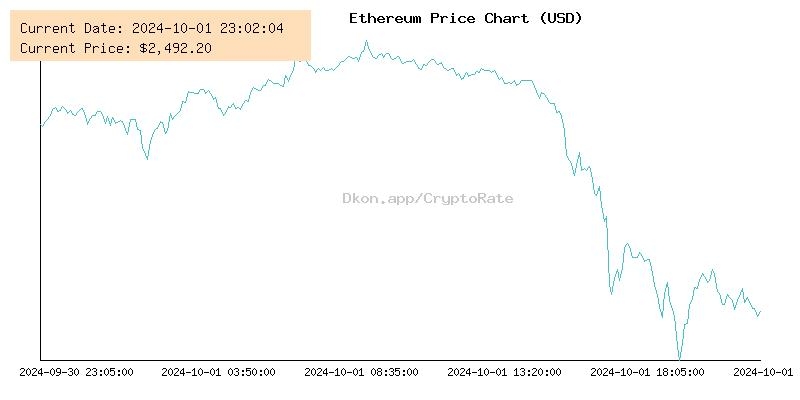 Ethereum Price Chart (USD)
Current Date: 2024-10-01 23:02:04
Current Price: $2,492.20
Dkon.app/CryptoRate
2024-09-30 23:05:00 2024-10-01 03:50:00 2024-10-01 08:35:00 2024-10-01 13:20:00 2024-10-01 18:05:00 2024-10-01